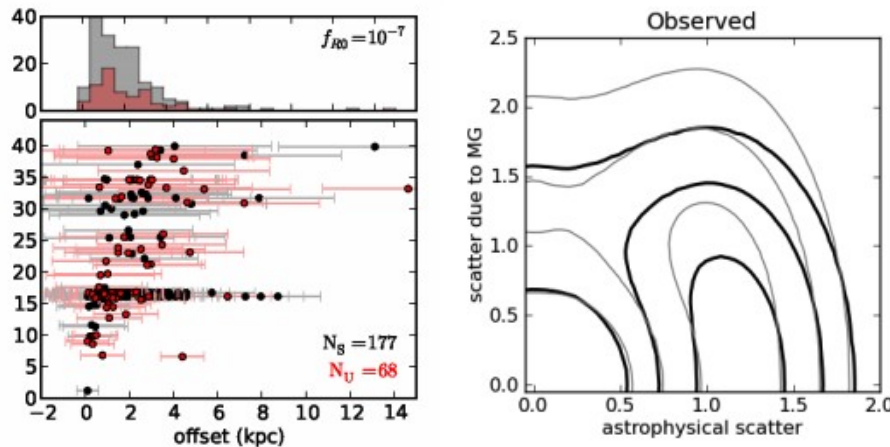 40
20
0
f_{R0}=10^{-7}
40
35
30
25
20
15
10
5
0
N_S=177
N_U=68
−2 0 2 4 6 8 10 12 14
offset (kpc)
Observed
2.5
2.0
1.5
1.0
0.5
0.0
scatter due to MG
0.0 0.5 1.0 1.5 2.0
astrophysical scatter